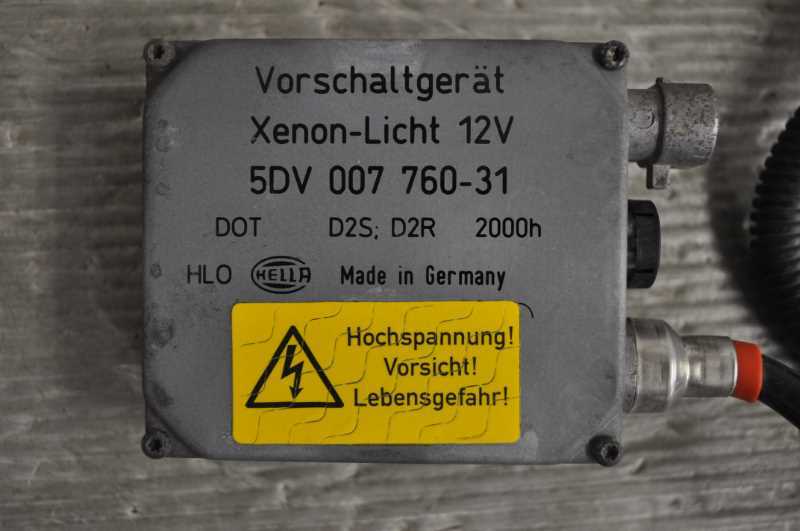 Vorschaltgerät
Xenon-Licht 12V
5DV 007 760-31
DOT D2S; D2R 2000h
HLO HELLA Made in Germany
Hochspannung!
Vorsicht!
Lebensgefahr!